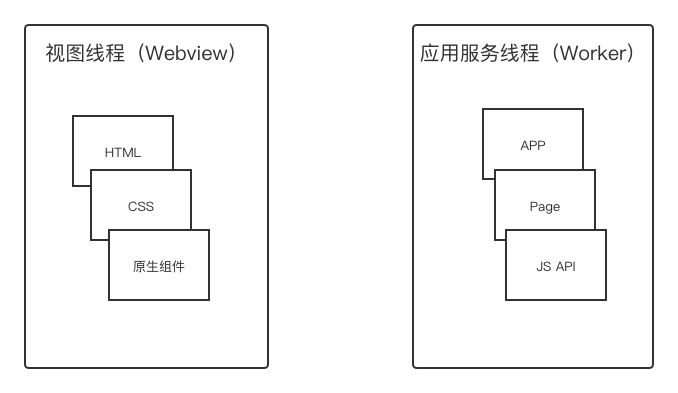 视图线程（Webview）
HTML
CSS
原生组件
应用服务线程（Worker）
APP
Page
JS API